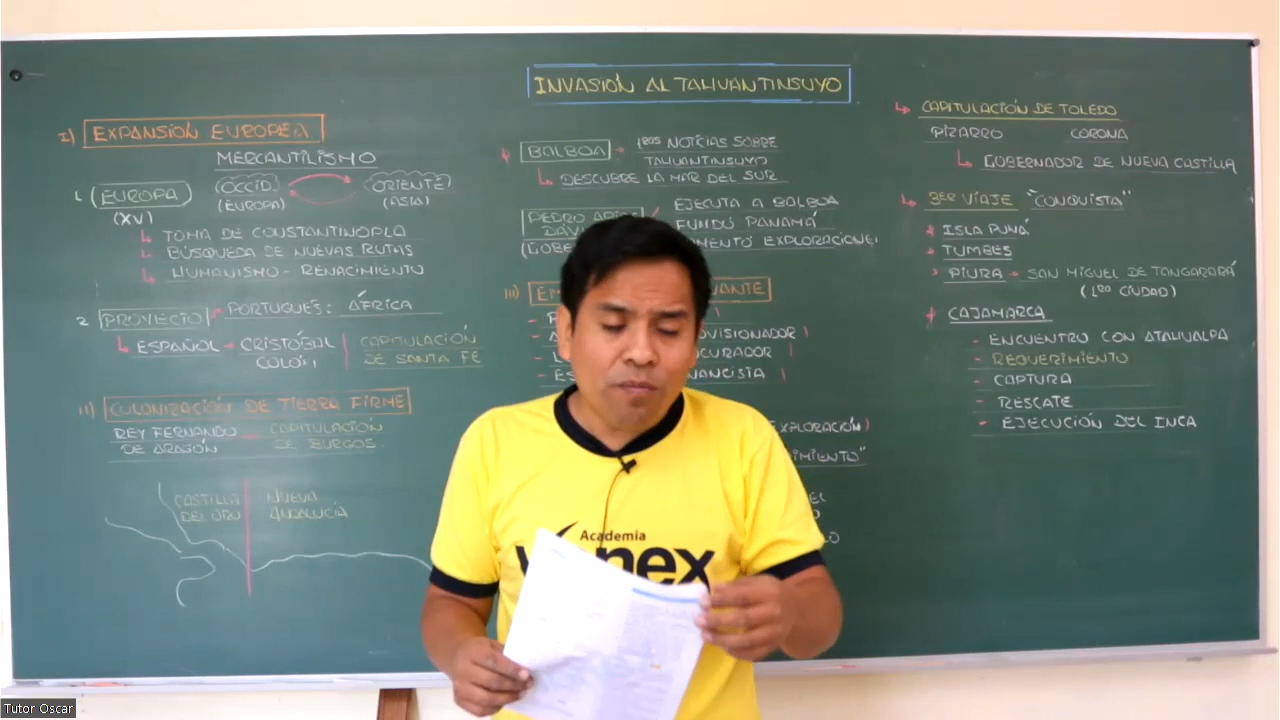 INVASIÓN AL TAHUANTINSUYO
I) EXPANSIÓN EUROPEA
MERCANTILISMO
1. (EUROPA) (OCCID.) ORIENTE
(XV) (EUROPA) (ASIA)
TOMA DE CONSTANTINOPLA
BÚSQUEDA DE NUEVAS RUTAS
HUMANISMO - RENACIMIENTO
2. PROYECTO PORTUGUÉS: ÁFRICA
ESPAÑOL - CRISTÓBAL COLÓN
CAPITULACIÓN DE SANTA FE
II) COLONIZACIÓN DE TIERRA FIRME
REY FERNANDO DE ARAGÓN
CAPITULACIÓN DE BURGOS
CASTILLA DEL ORO
NUEVA ANDALUCÍA
BALBOA - 1RAS NOTICIAS SOBRE
TAHUANTINSUYO
DESCUBRE LA MAR DEL SUR
PEDRO
EJECUTA A BALBOA
FUNDÓ PANAMÁ
EXPLORACIONES
III)
CAPITULACIÓN DE TOLEDO
PIZARRO CORONA
GOBERNADOR DE NUEVA CASTILLA
3ER VIAJE "CONQUISTA"
ISLA PUNÁ
TUMBES
PIURA - SAN MIGUEL DE TANGARARÁ
(1RA CIUDAD)
CAJAMARCA
- ENCUENTRO CON ATAHUALPA
- REQUERIMIENTO
- CAPTURA
- RESCATE
- EJECUCIÓN DEL INCA
Academia
Tutor Oscar